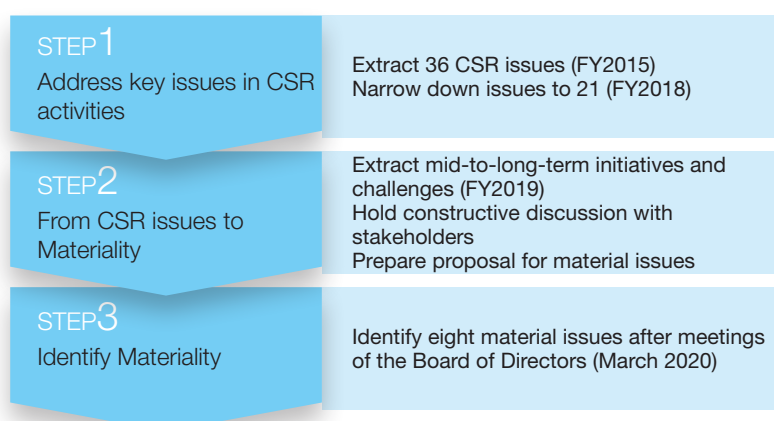 STEP1
Address key issues in CSR
activities
Extract 36 CSR issues (FY2015)
Narrow down issues to 21 (FY2018)
STEP2
From CSR issues to
Materiality
Extract mid-to-long-term initiatives and
challenges (FY2019)
Hold constructive discussion with
stakeholders
Prepare proposal for material issues
STEP3
Identify Materiality
Identify eight material issues after meetings
of the Board of Directors (March 2020)